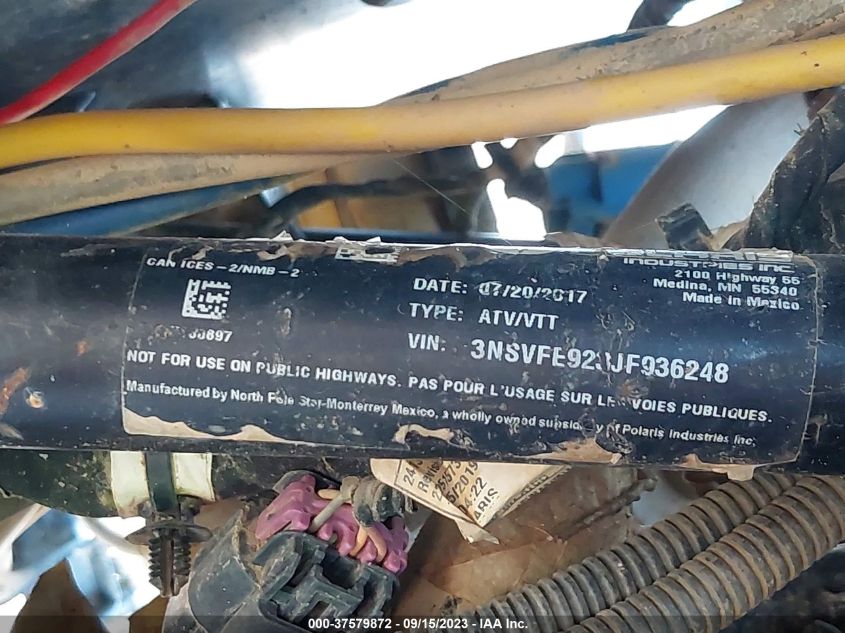 CAN ICES-2/NMB-2
INDUSTRIES INC
2100 Highway 55
Medina, MN 55340
Made in Mexico
DATE: 07/20/2017
TYPE: ATV/VTT
VIN: 3NSVFE92 JF936248
NOT FOR USE ON PUBLIC HIGHWAYS. PAS POUR L'USAGE SUR LES VOIES PUBLIQUES.
Manufactured by North Pole Star-Monterrey Mexico, a wholly owned subsidiary of Polaris Industries Inc.
000-37579872 - 09/15/2023 - IAA Inc.